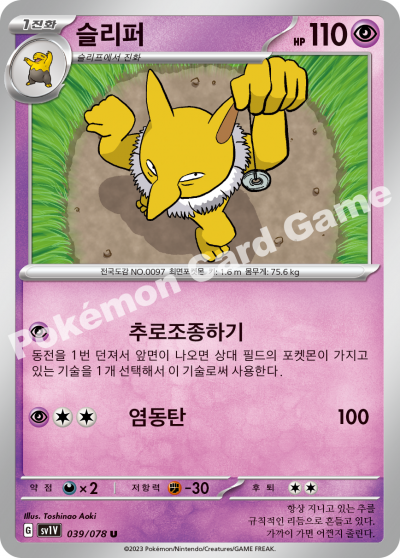 1진화 슬리퍼 HP 110
슬리프에서 진화
전국도감 NO.0097 최면포켓몬 키: 1.6 m 몸무게: 75.6 kg
Pokémon Card Game
추로조종하기
동전을 1번 던져서 앞면이 나오면 상대 필드의 포켓몬이 가지고
있는 기술을 1개 선택해서 이 기술로써 사용한다.
염동탄 100
약점 ×2 저항력 -30 후퇴
Illus. Toshinao Aoki
G sv1V 039/078 U
항상 지니고 있는 추를
규칙적인 리듬으로 흔들고 있다.
가까이 가면 어질어질한다.
©2023 Pokémon/Nintendo/Creatures/GAME FREAK.